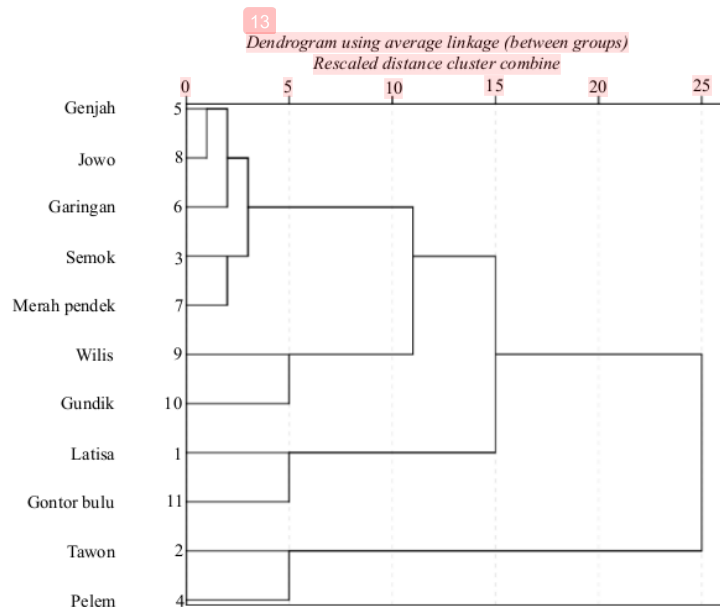 13
Dendrogram using average linkage (between groups)
Rescaled distance cluster combine
0 5 10 15 20 25
Genjah 5
Jowo 8
Garingan 6
Semok 3
Merah pendek 7
Wilis 9
Gundik 10
Latisa 1
Gontor bulu 11
Tawon 2
Pelem 4